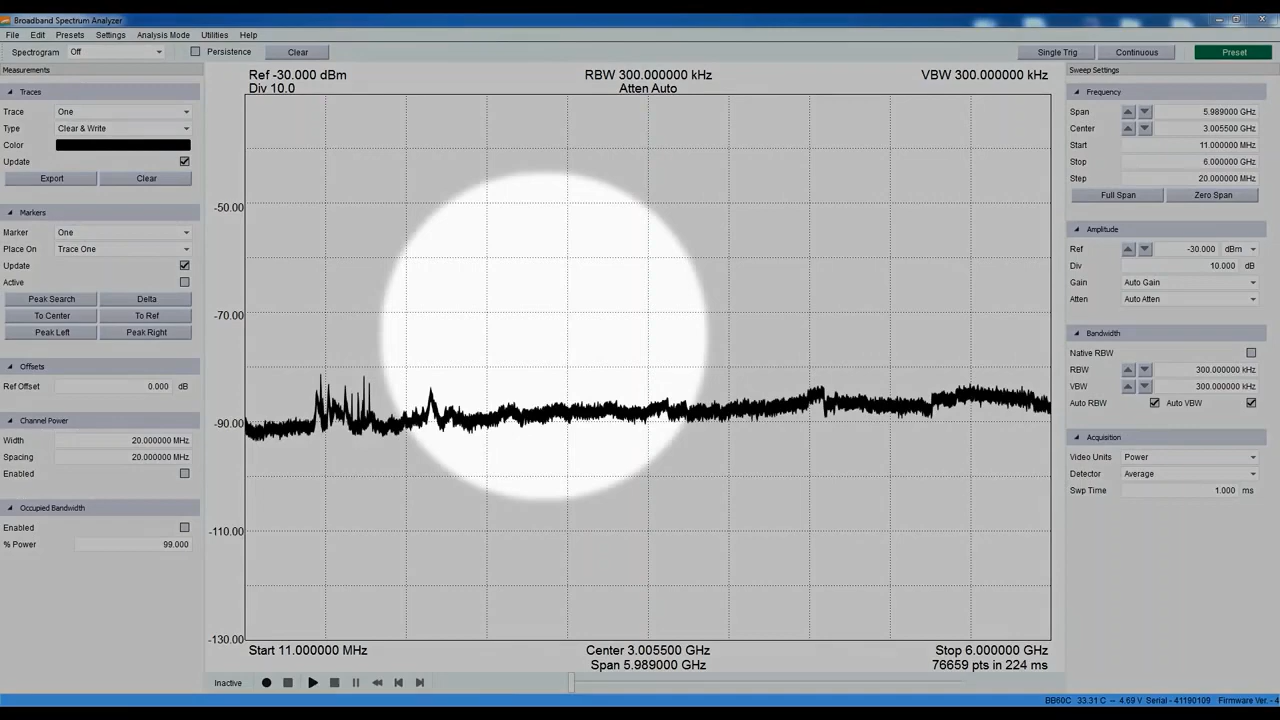 Broadband Spectrum Analyzer
File Edit Presets Settings Analysis Mode Utilities Help
Spectrogram Off Persistence Clear Single Trig Continuous Preset
Measurements
Traces
Trace One
Type Clear & Write
Color
Update
Export Clear
Markers
Marker One
Place On Trace One
Update
Active
Peak Search Delta
To Center To Ref
Peak Left Peak Right
Offsets
Ref Offset 0.000 dB
Channel Power
Width 20.000000 MHz
Spacing 20.000000 MHz
Enabled
Occupied Bandwidth
Enabled
% Power 99.000
Ref -30.000 dBm RBW 300.000000 kHz VBW 300.000000 kHz
Div 10.0 Atten Auto
-50.00
-70.00
-90.00
-110.00
-130.00
Start 11.000000 MHz Center 3.005500 GHz Stop 6.000000 GHz
Span 5.989000 GHz 76659 pts in 224 ms
Inactive
Sweep Settings
Frequency
Span 5.989000 GHz
Center 3.005500 GHz
Start 11.000000 MHz
Stop 6.000000 GHz
Step 20.000000 MHz
Full Span Zero Span
Amplitude
Ref -30.000 dBm
Div 10.000 dB
Gain Auto Gain
Atten Auto Atten
Bandwidth
Native RBW
RBW 300.000000 kHz
VBW 300.000000 kHz
Auto RBW Auto VBW
Acquisition
Video Units Power
Detector Average
Swp Time 1.000 ms
BB60C 33.31 C -- 4.69 V Serial - 41190109 Firmware Ver. - 4